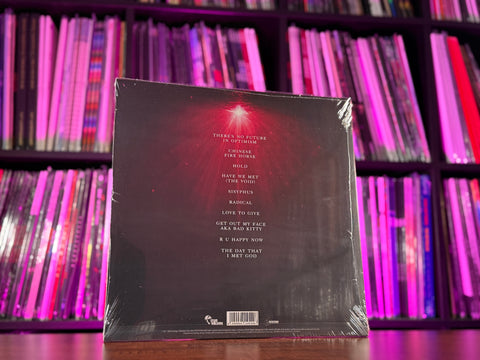 THERE'S NO FUTURE
IN OPTIMISM
CHINESE
FIRE HORSE
HOLD
HAVE WE MET
(THE VOID)
SISYPHUS
RADICAL
LOVE TO GIVE
GET OUT MY FACE
AKA BAD KITTY
R U HAPPY NOW
THE DAY THAT
I MET GOD